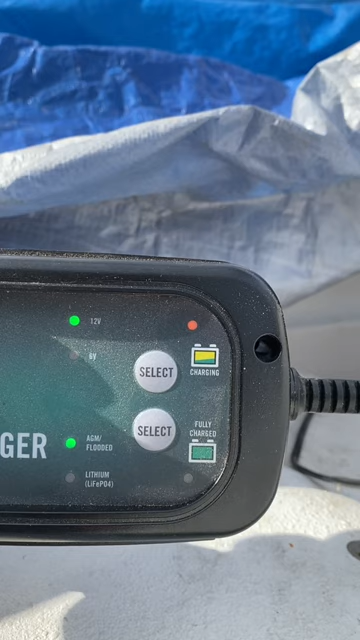 12V
6V
SELECT
CHARGING
SELECT
FULLY
CHARGED
GER
AGM/
FLOODED
LITHIUM
(LiFePO4)